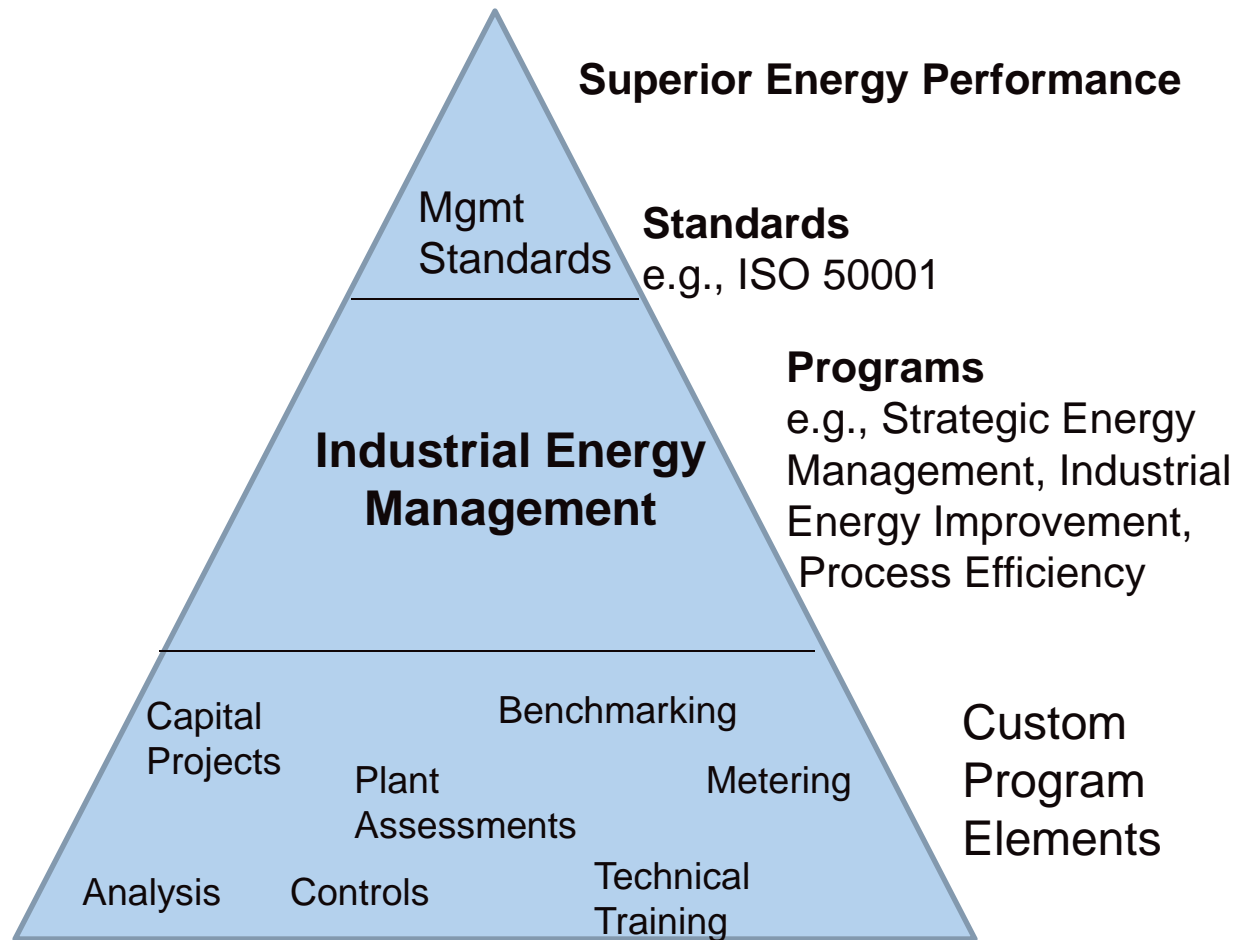 Superior Energy Performance
Mgmt
Standards
Standards
e.g., ISO 50001
Programs
e.g., Strategic Energy
Management, Industrial
Energy Improvement,
Process Efficiency
Industrial Energy
Management
Capital
Projects
Benchmarking
Plant
Assessments
Metering
Custom
Program
Elements
Analysis
Controls
Technical
Training